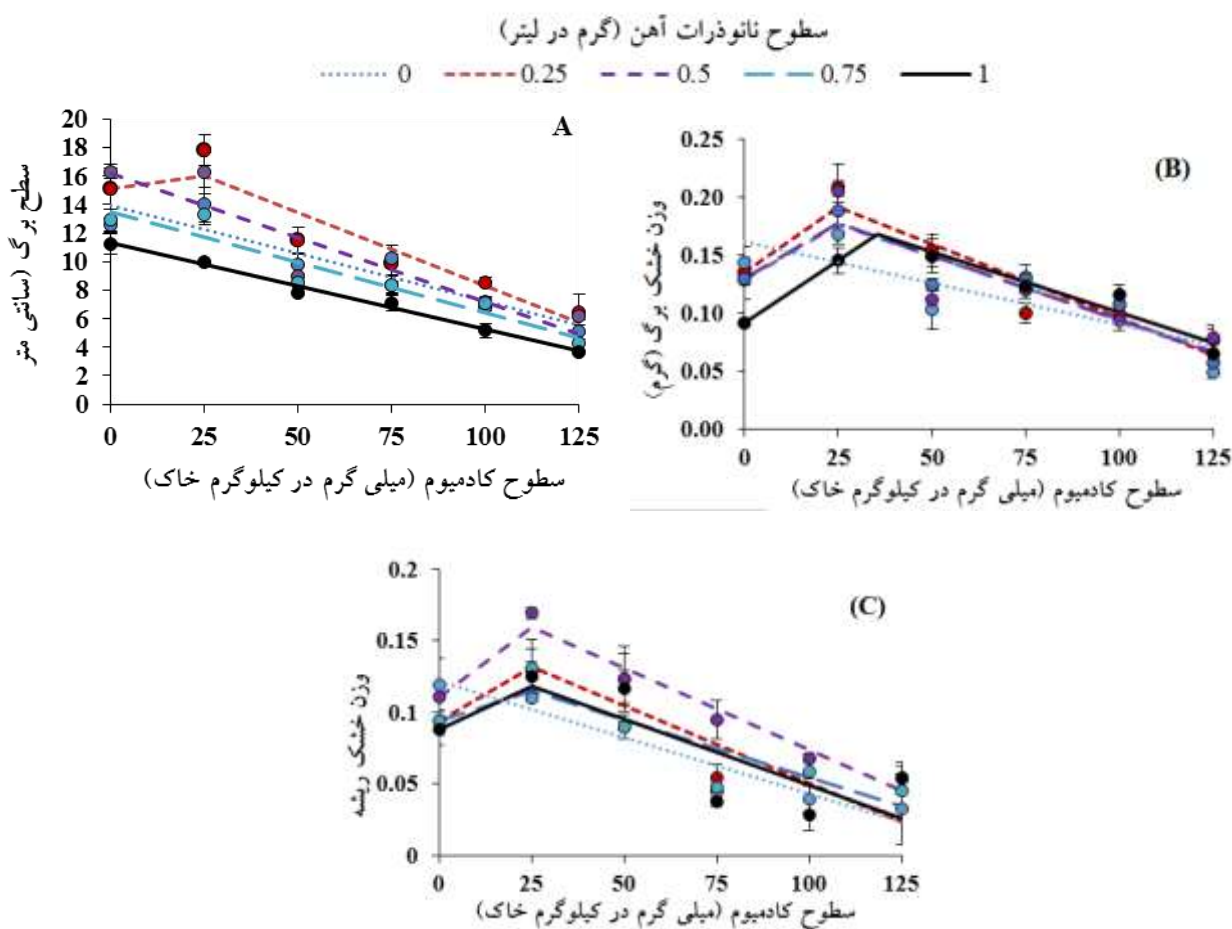 سطوح نانوذرات آهن (گرم در لیتر)
0 0.25 0.5 0.75 1
A
20
18
16
14
12
10
8
6
4
2
0
سطح برگ (سانتی متر
0 25 50 75 100 125
سطوح کادمیوم (میلی گرم در کیلوگرم خاک)
(B)
0.25
0.20
0.15
0.10
0.05
0.00
وزن خشک برگ (گرم)
0 25 50 75 100 125
سطوح کادمیوم (میلی گرم در کیلوگرم خاک)
(C)
0.2
0.15
0.1
0.05
0
وزن خشک ریشه
0 25 50 75 100 125
سطوح کادمیوم (میلی گرم در کیلوگرم خاک)